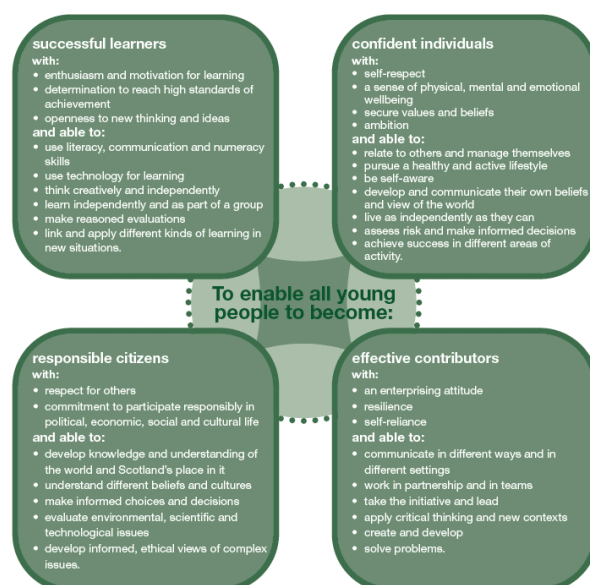 successful learners
with:
• enthusiasm and motivation for learning
• determination to reach high standards of
achievement
• openness to new thinking and ideas
and able to:
• use literacy, communication and numeracy
skills
• use technology for learning
• think creatively and independently
• learn independently and as part of a group
• make reasoned evaluations
• link and apply different kinds of learning in
new situations.
confident individuals
with:
• self-respect
• a sense of physical, mental and emotional
wellbeing
• secure values and beliefs
• ambition
and able to:
• relate to others and manage themselves
• pursue a healthy and active lifestyle
• be self-aware
• develop and communicate their own beliefs
and view of the world
• live as independently as they can
• assess risk and make informed decisions
• achieve success in different areas of
activity.
To enable all young
people to become:
responsible citizens
with:
• respect for others
• commitment to participate responsibly in
political, economic, social and cultural life
and able to:
• develop knowledge and understanding of
the world and Scotland's place in it
• understand different beliefs and cultures
• make informed choices and decisions
• evaluate environmental, scientific and
technological issues
• develop informed, ethical views of complex
issues.
effective contributors
with:
• an enterprising attitude
• resilience
• self-reliance
and able to:
• communicate in different ways and in
different settings
• work in partnership and in teams
• take the initiative and lead
• apply critical thinking and new contexts
• create and develop
• solve problems.